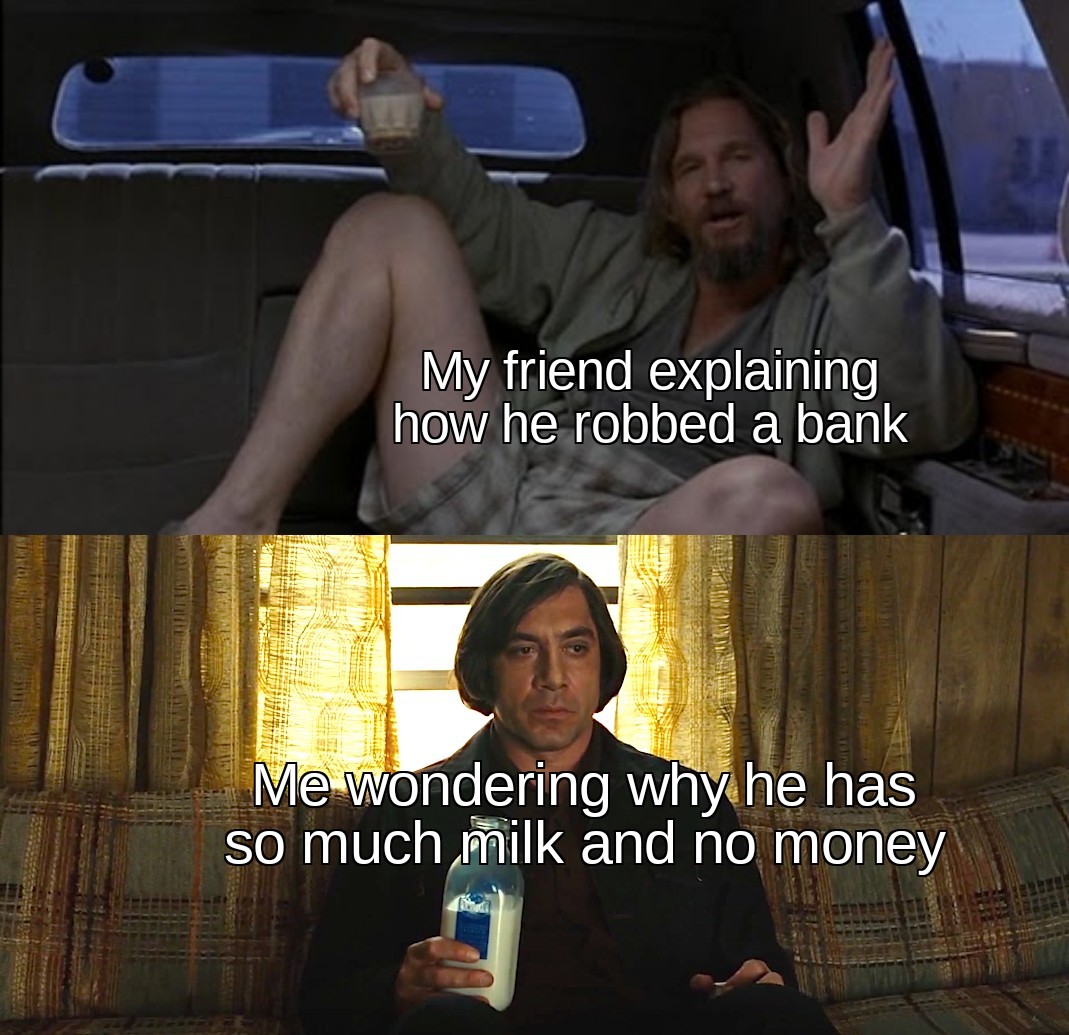 My friend explaining
how he robbed a bank
Me wondering why he has
so much milk and no money